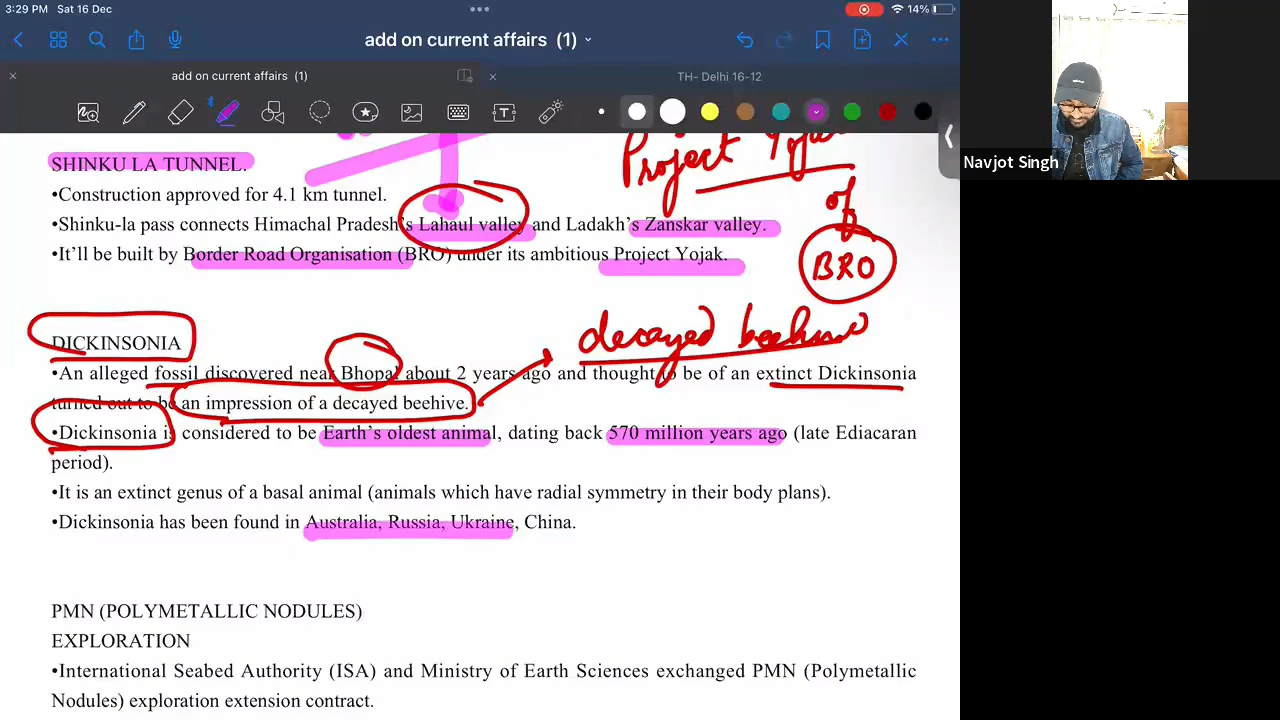 3:29 PM Sat 16 Dec
14%
add on current affairs (1)
add on current affairs (1)
TH- Delhi 16-12
Project
of
BRO
SHINKU LA TUNNEL.
•Construction approved for 4.1 km tunnel.
•Shinku-la pass connects Himachal Pradesh's Lahaul valley and Ladakh's Zanskar valley.
•It'll be built by Border Road Organisation (BRO) under its ambitious Project Yojak.
decayed beehive
DICKINSONIA
•An alleged fossil discovered near Bhopal about 2 years ago and thought to be of an extinct Dickinsonia
turned out to be an impression of a decayed beehive.
•Dickinsonia is considered to be Earth's oldest animal, dating back 570 million years ago (late Ediacaran
period).
•It is an extinct genus of a basal animal (animals which have radial symmetry in their body plans).
•Dickinsonia has been found in Australia, Russia, Ukraine, China.
PMN (POLYMETALLIC NODULES)
EXPLORATION
•International Seabed Authority (ISA) and Ministry of Earth Sciences exchanged PMN (Polymetallic
Nodules) exploration extension contract.
Navjot Singh